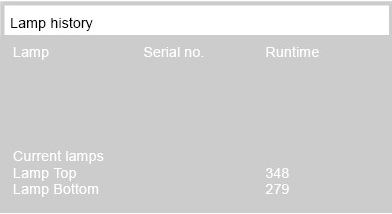 Lamp history
Lamp Serial no. Runtime
Current lamps
Lamp Top 348
Lamp Bottom 279